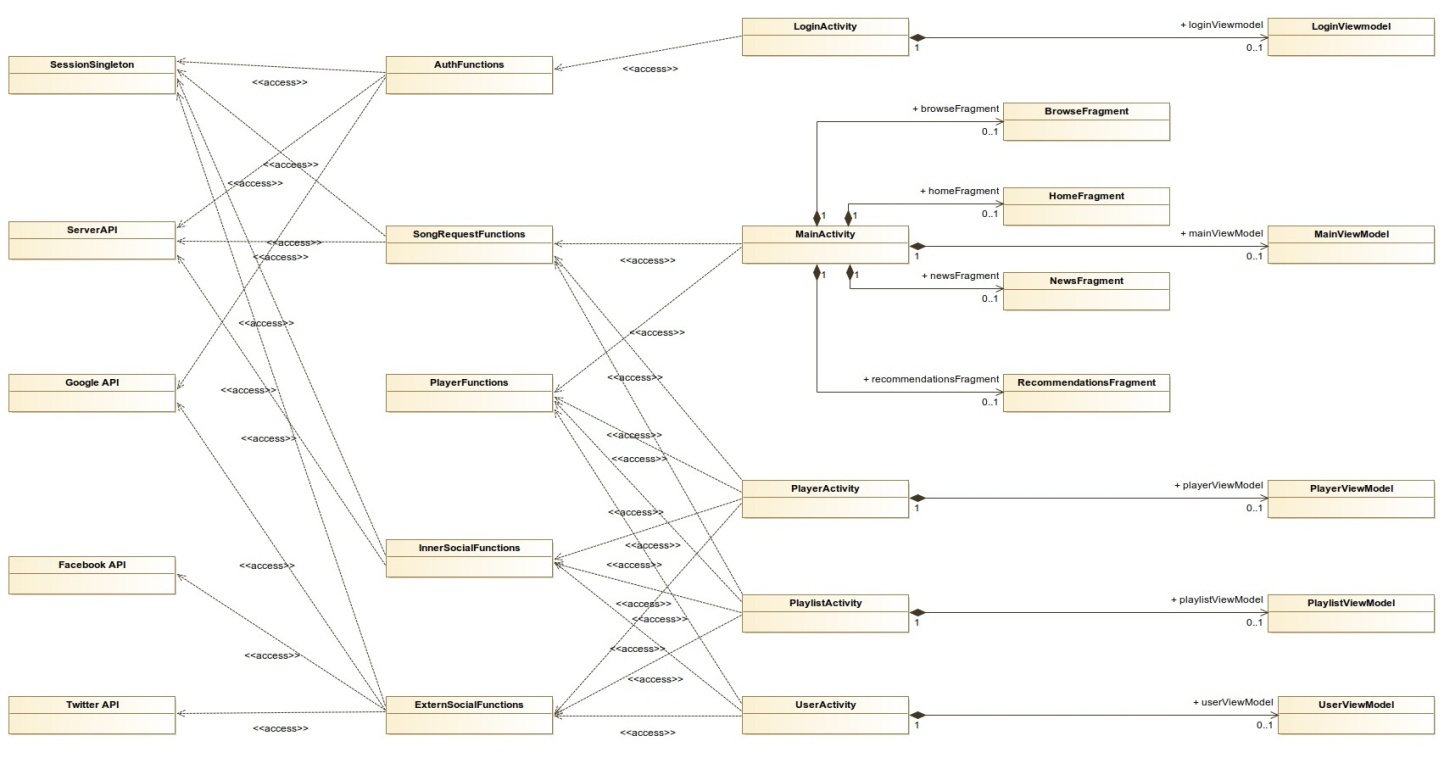 LoginActivity
+ loginViewmodel
LoginViewmodel
1
0..1
SessionSingleton
AuthFunctions
<<access>>
<<access>>
+ browseFragment
BrowseFragment
0..1
<<access>>
<<access>>
+ homeFragment
HomeFragment
0..1
1
1
ServerAPI
SongRequestFunctions
MainActivity
+ mainViewModel
MainViewModel
<<access>>
1
0..1
<<access>>
<<access>>
1
1
+ newsFragment
NewsFragment
0..1
<<access>>
<<access>>
Google API
PlayerFunctions
<<access>>
+ recommendationsFragment
RecommendationsFragment
<<access>>
0..1
<<access>>
<<access>>
<<access>>
PlayerActivity
+ playerViewModel
PlayerViewModel
1
0..1
<<access>>
InnerSocialFunctions
<<access>>
Facebook API
<<access>>
<<access>>
PlaylistActivity
+ playlistViewModel
PlaylistViewModel
<<access>>
<<access>>
1
0..1
<<access>>
<<access>>
<<access>>
Twitter API
ExternSocialFunctions
UserActivity
+ userViewModel
UserViewModel
1
0..1
<<access>>
<<access>>